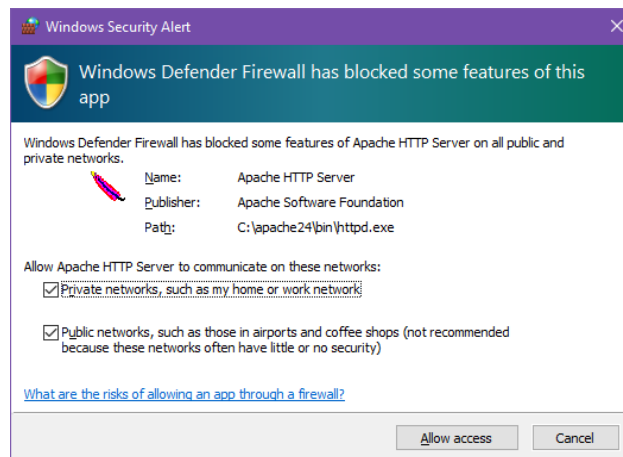 Windows Security Alert
Windows Defender Firewall has blocked some features of this
app
Windows Defender Firewall has blocked some features of Apache HTTP Server on all public and
private networks.
Name: Apache HTTP Server
Publisher: Apache Software Foundation
Path: C:\apache24\bin\httpd.exe
Allow Apache HTTP Server to communicate on these networks:
Private networks, such as my home or work network
Public networks, such as those in airports and coffee shops (not recommended
because these networks often have little or no security)
What are the risks of allowing an app through a firewall?
Allow access Cancel